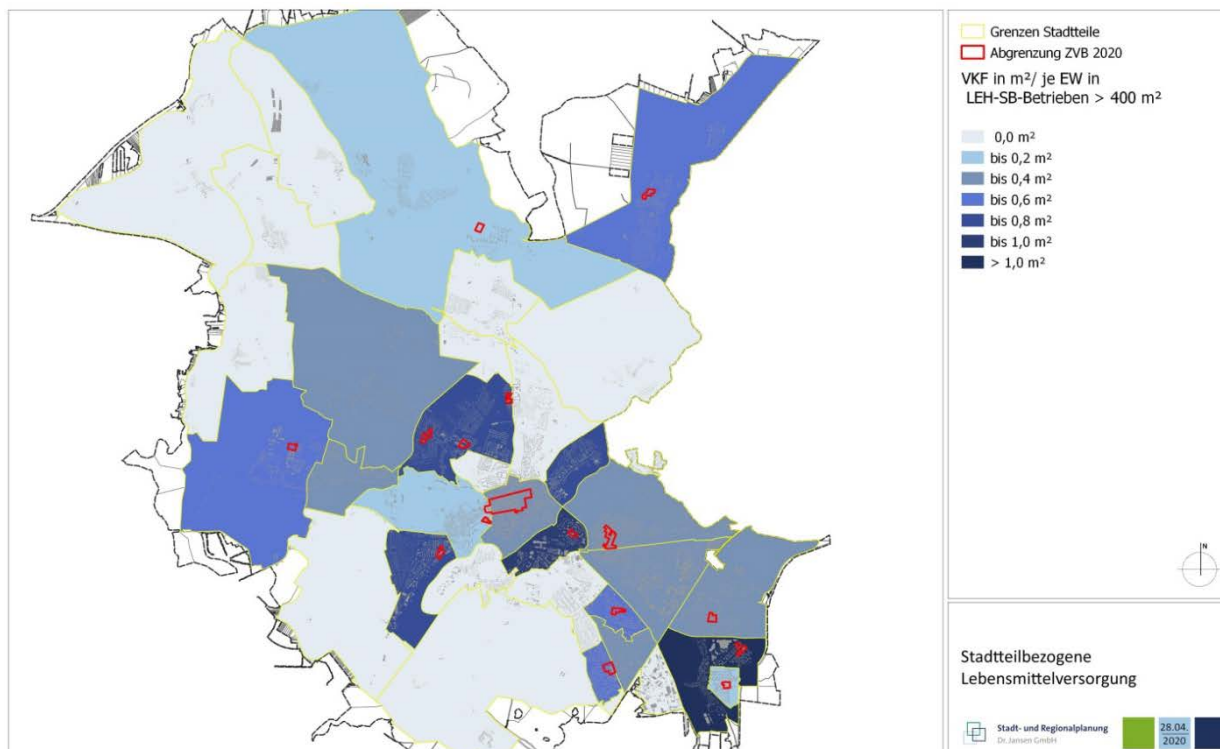 Grenzen Stadtteile
Abgrenzung ZVB 2020
VKF in m²/ je EW in
LEH-SB-Betrieben > 400 m²
0,0 m²
bis 0,2 m²
bis 0,4 m²
bis 0,6 m²
bis 0,8 m²
bis 1,0 m²
> 1,0 m²
N
Stadtteilbezogene
Lebensmittelversorgung
Stadt- und Regionalplanung
Dr. Jansen GmbH
28.04.
2020